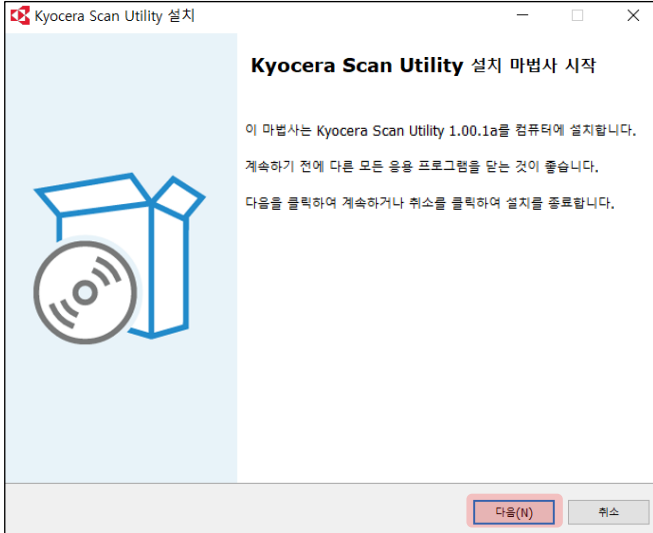 Kyocera Scan Utility 설치
Kyocera Scan Utility 설치 마법사 시작
이 마법사는 Kyocera Scan Utility 1.00.1a를 컴퓨터에 설치합니다.
계속하기 전에 다른 모든 응용 프로그램을 닫는 것이 좋습니다.
다음을 클릭하여 계속하거나 취소를 클릭하여 설치를 종료합니다.
다음(N)
취소